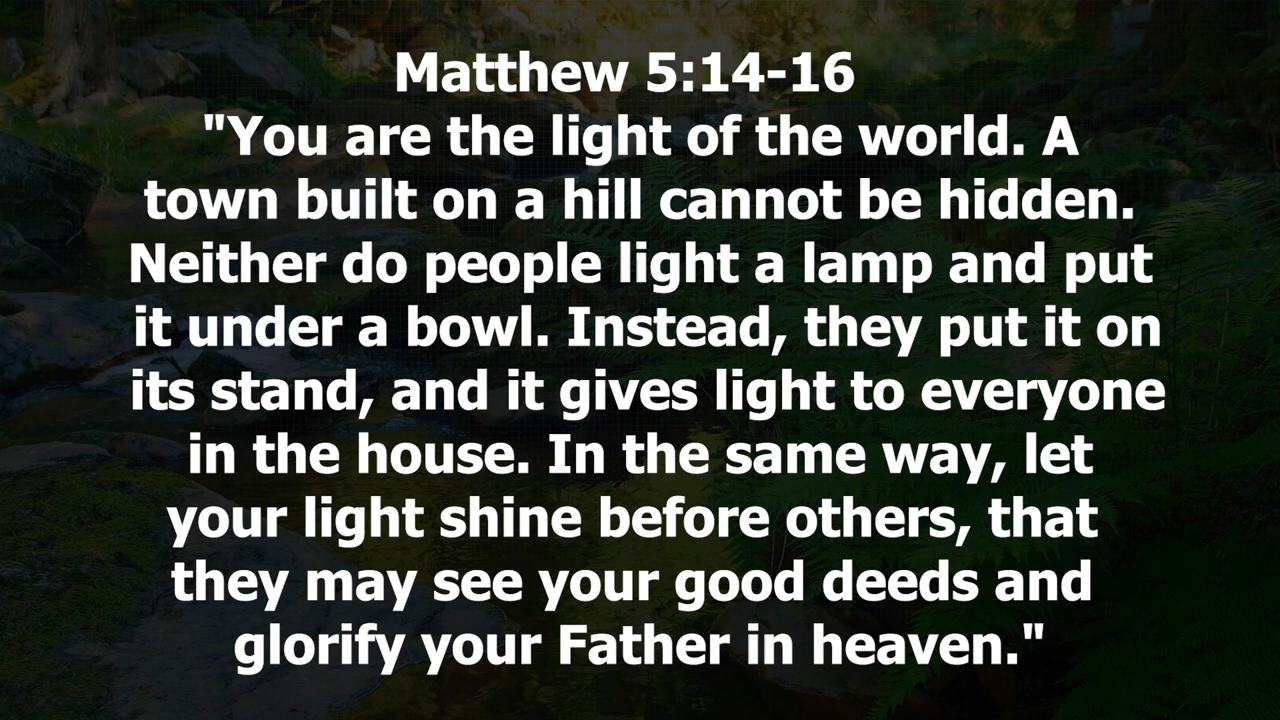 Matthew 5:14-16
"You are the light of the world. A
town built on a hill cannot be hidden.
Neither do people light a lamp and put
it under a bowl. Instead, they put it on
its stand, and it gives light to everyone
in the house. In the same way, let
your light shine before others, that
they may see your good deeds and
glorify your Father in heaven."